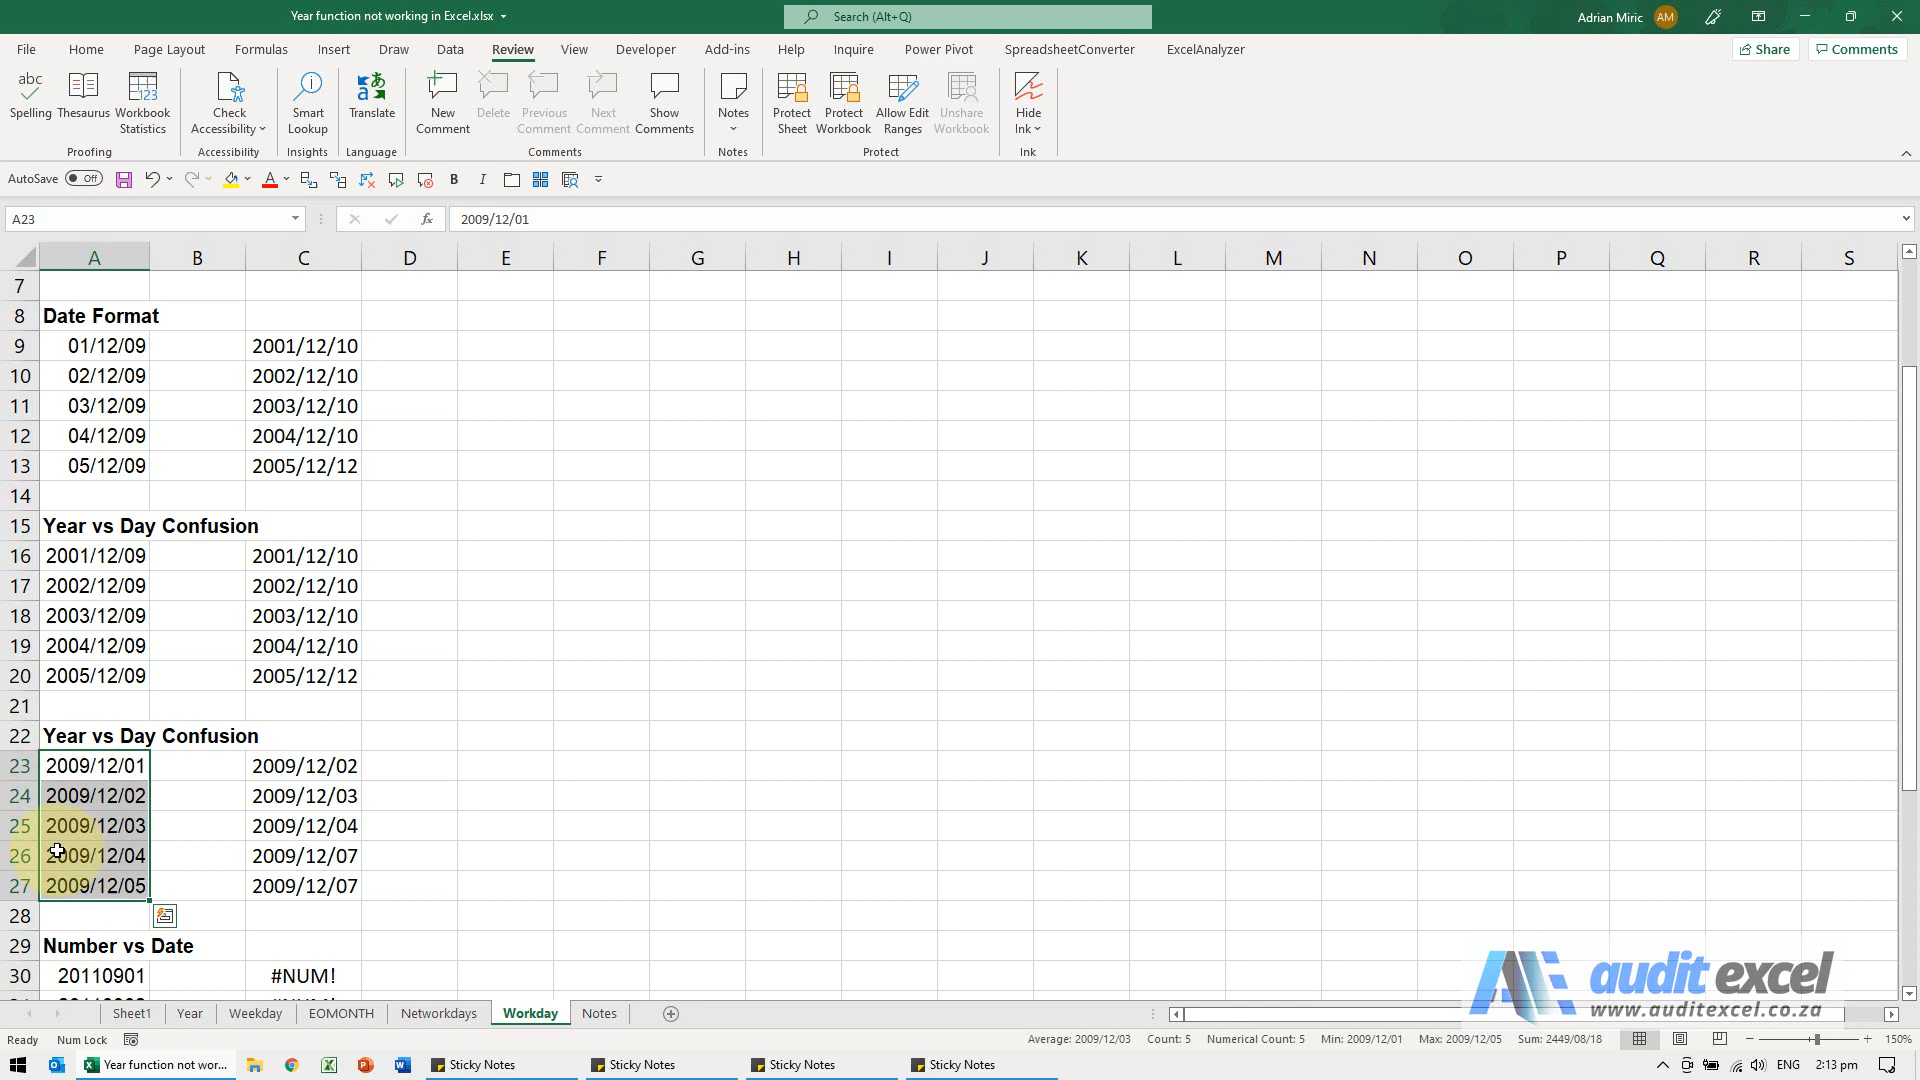 Year function not working in Excel.xlsx
Search (Alt+Q)
Adrian Miric
AM
File Home Page Layout Formulas Insert Draw Data Review View Developer Add-ins Help Inquire Power Pivot SpreadsheetConverter ExcelAnalyzer
Share Comments
abc
123
Spelling Thesaurus Workbook Statistics
Check Accessibility
Smart Lookup
Translate
New Comment
Delete
Previous Comment
Next Comment
Show Comments
Notes
Protect Sheet
Protect Workbook
Allow Edit Ranges
Unshare Workbook
Hide Ink
Proofing Accessibility Insights Language Comments Notes Protect Ink
AutoSave Off
A B I
A23 fx 2009/12/01
A B C D E F G H I J K L M N O P Q R S
7
8 Date Format
9 01/12/09 2001/12/10
10 02/12/09 2002/12/10
11 03/12/09 2003/12/10
12 04/12/09 2004/12/10
13 05/12/09 2005/12/12
14
15 Year vs Day Confusion
16 2001/12/09 2001/12/10
17 2002/12/09 2002/12/10
18 2003/12/09 2003/12/10
19 2004/12/09 2004/12/10
20 2005/12/09 2005/12/12
21
22 Year vs Day Confusion
23 2009/12/01 2009/12/02
24 2009/12/02 2009/12/03
25 2009/12/03 2009/12/04
26 2009/12/04 2009/12/07
27 2009/12/05 2009/12/07
28
29 Number vs Date
30 20110901 #NUM!
audit excel
www.auditexcel.co.za
Sheet1 Year Weekday EOMONTH Networkdays Workday Notes
Ready Num Lock
Average: 2009/12/03 Count: 5 Numerical Count: 5 Min: 2009/12/01 Max: 2009/12/05 Sum: 2449/08/18
150%
Year function not wor...
Sticky Notes
Sticky Notes
Sticky Notes
Sticky Notes
ENG 2:13 pm